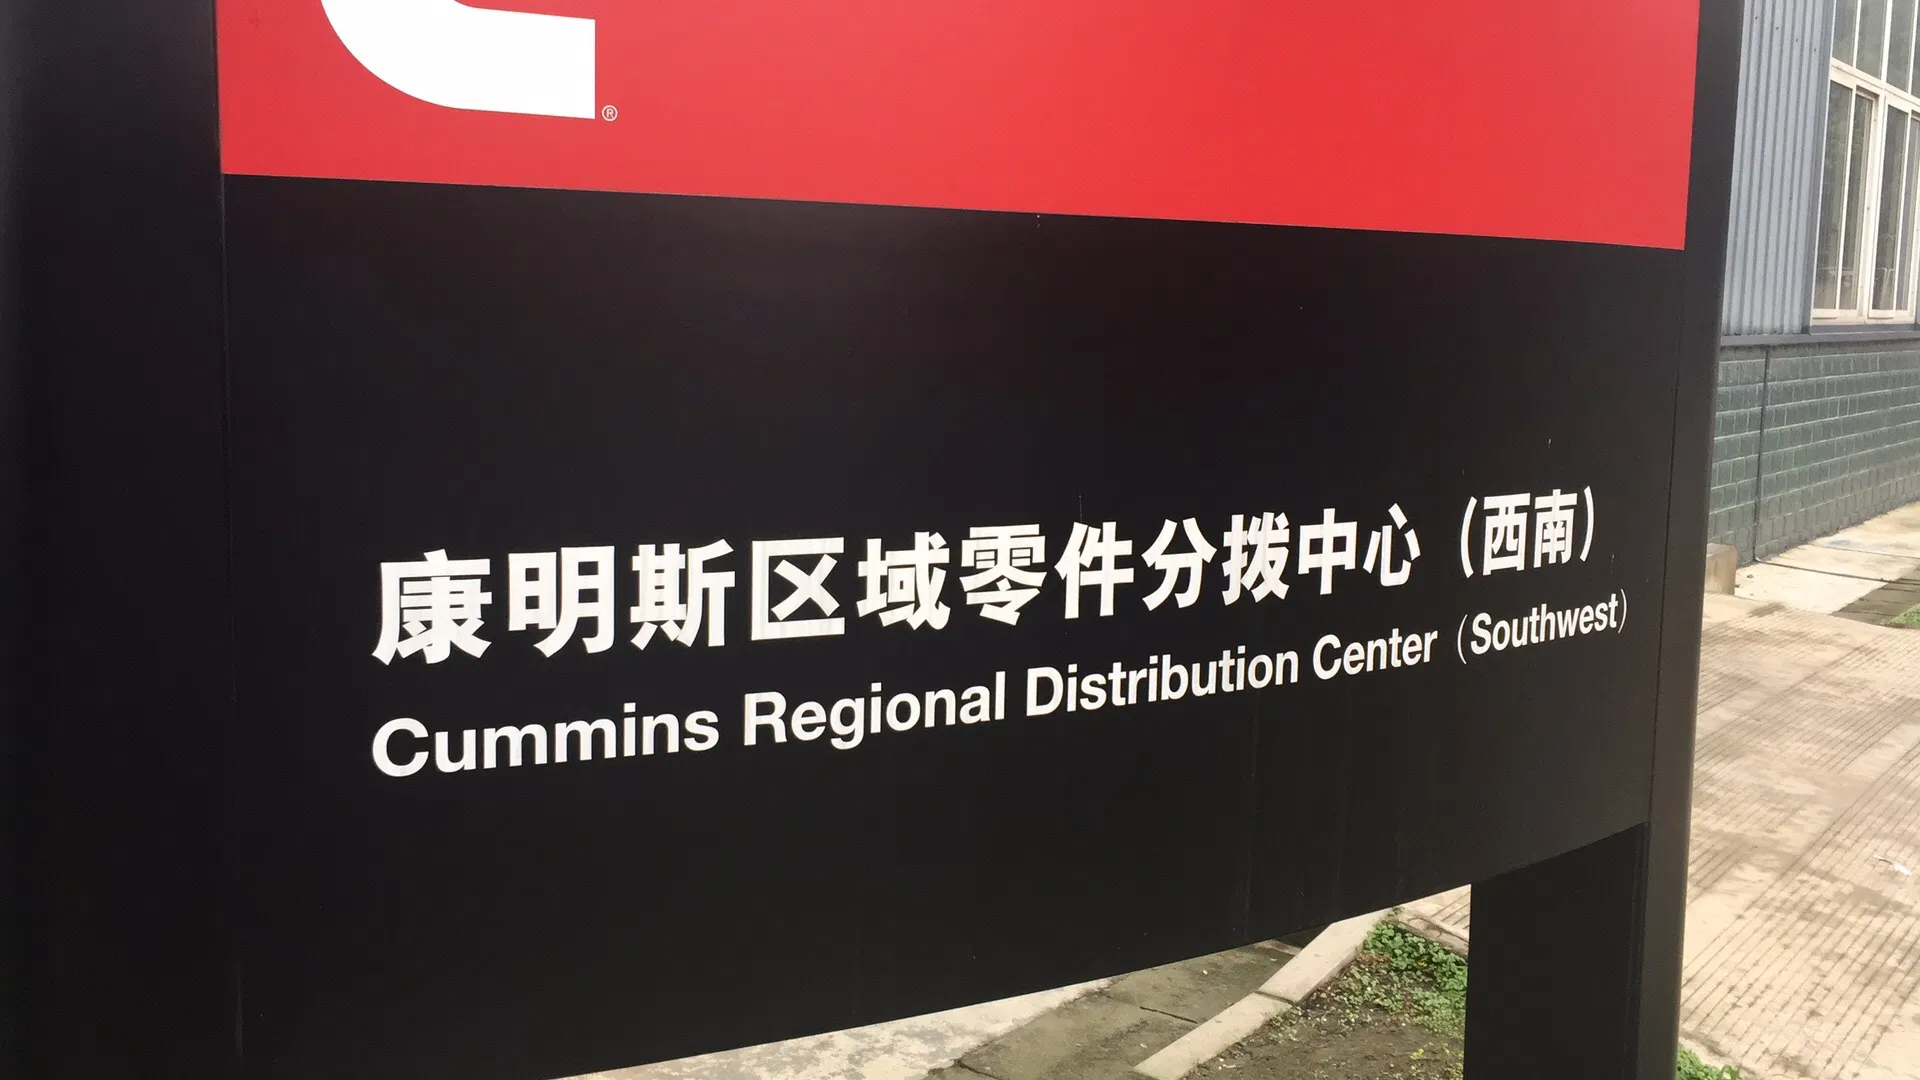 ®
康明斯区域零件分拨中心（西南）
Cummins Regional Distribution Center（Southwest）